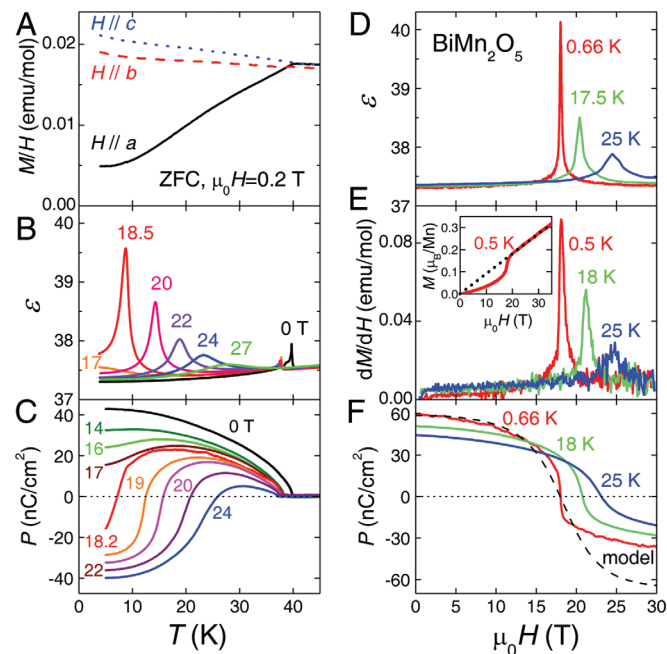 A
H // c
H // b
H // a
ZFC, μ₀H=0.2 T
M/H (emu/mol)
0.02
0.01
0.00
B
18.5
20
22
24
27
0 T
17
ε
40
39
38
37
C
0 T
14
16
17
19
20
24
18.2
22
P (nC/cm²)
40
20
0
-20
-40
0 10 20 30 40
T (K)
D
BiMn₂O₅
0.66 K
17.5 K
25 K
ε
40
39
38
37
E
0.5 K
18 K
25 K
dM/dH (emu/mol)
0.08
0.04
0.00
0.5 K
M (μB/Mn)
0.3
0.2
0.1
0.0
0 10 20 30
μ₀H (T)
F
0.66 K
18 K
25 K
model
P (nC/cm²)
60
30
0
-30
-60
0 5 10 15 20 25 30
μ₀H (T)